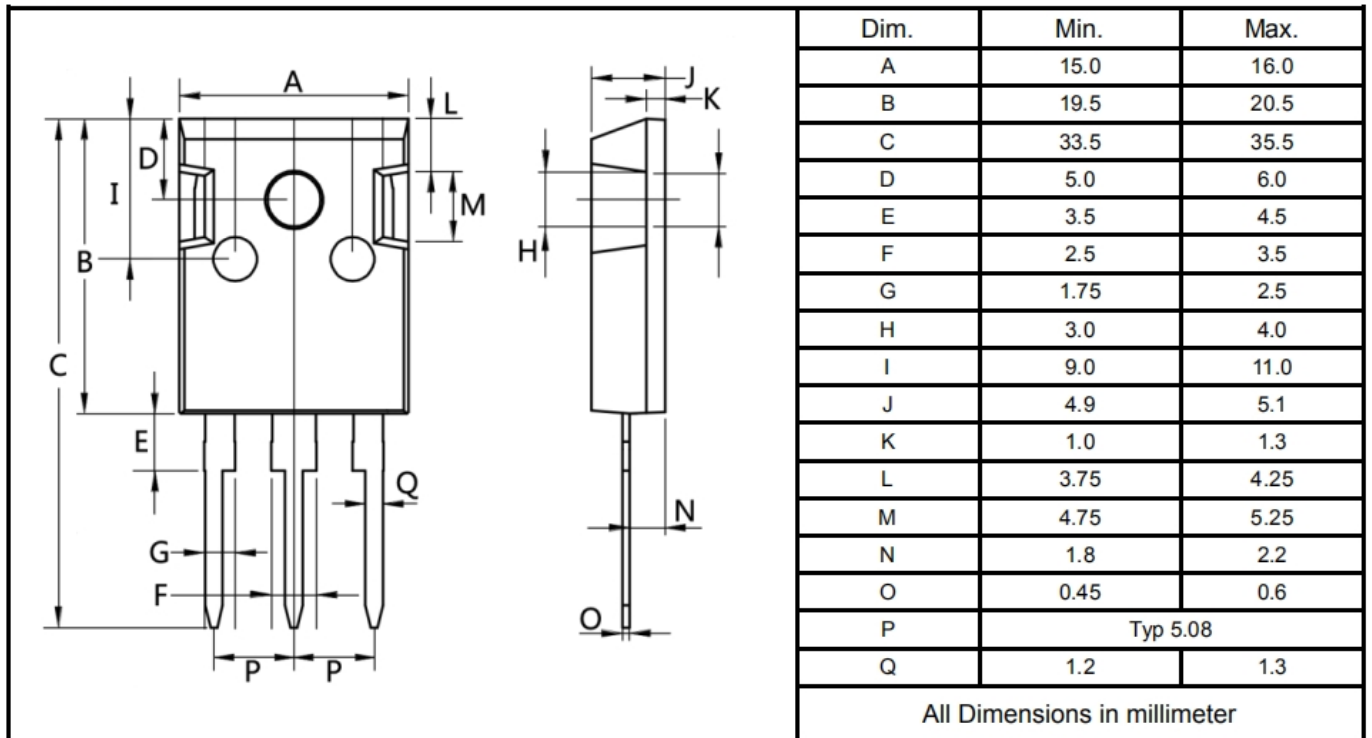 A
L
D
I
M
B
C
E
Q
G
F
P P
J
K
H
N
O
Dim. Min. Max.
A 15.0 16.0
B 19.5 20.5
C 33.5 35.5
D 5.0 6.0
E 3.5 4.5
F 2.5 3.5
G 1.75 2.5
H 3.0 4.0
I 9.0 11.0
J 4.9 5.1
K 1.0 1.3
L 3.75 4.25
M 4.75 5.25
N 1.8 2.2
O 0.45 0.6
P Typ 5.08
Q 1.2 1.3
All Dimensions in millimeter